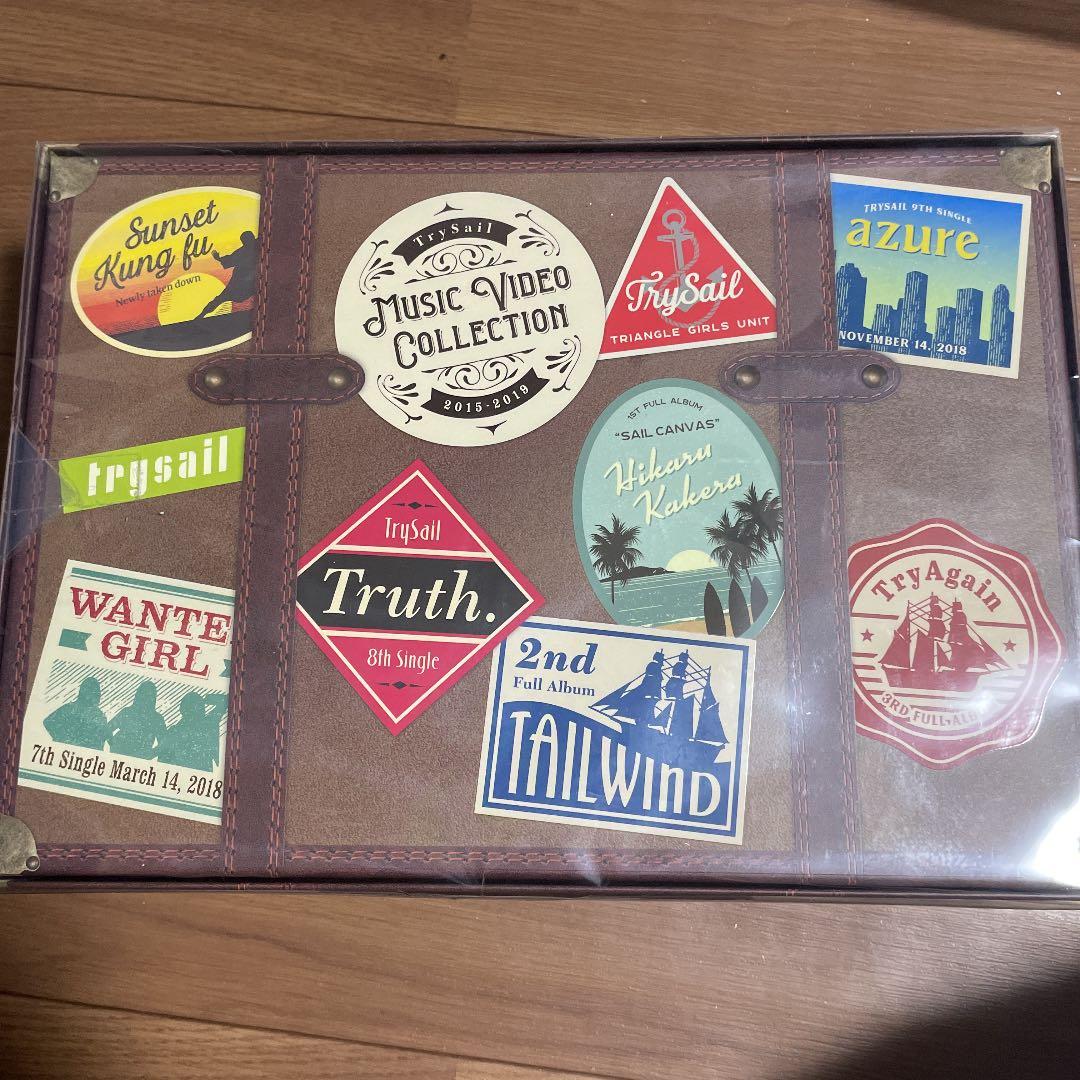 Sunset
Kung fu
Newly taken down
TrySail
MUSIC VIDEO
COLLECTION
2015-2019
TrySail
TRIANGLE GIRLS UNIT
TRYSAIL 9TH SINGLE
azure
NOVEMBER 14, 2018
trysail
1ST FULL ALBUM
"SAIL CANVAS"
Hikaru
Kakera
TrySail
Truth.
8th Single
WANTE
GIRL
7th Single March 14, 2018
2nd
Full Album
TAILWIND
TryAgain
3RD FULL ALB